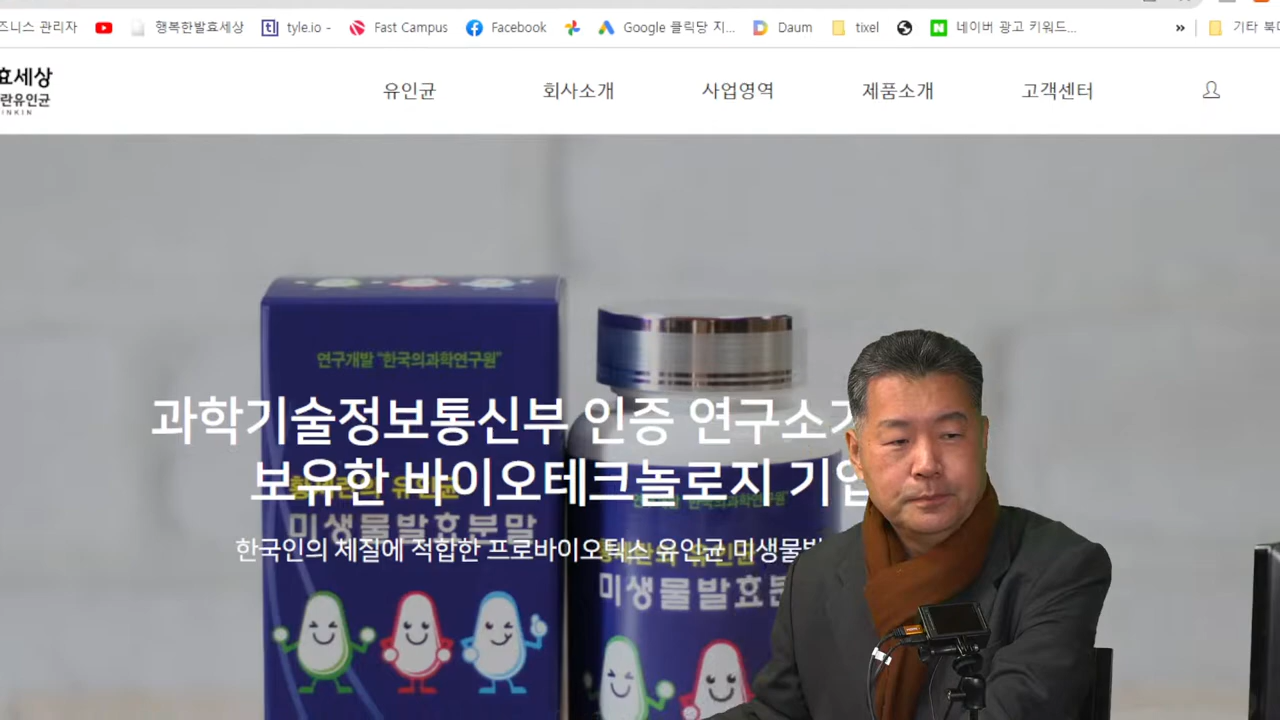 즈니스 관리자
행복한발효세상
tyle.io -
Fast Campus
Facebook
Google 클릭당 지...
Daum
tixel
네이버 광고 키워드...
»
기타 북
효세상
란유인균
INKIN
유인균
회사소개
사업영역
제품소개
고객센터
연구개발 "한국의과학연구원"
과학기술정보통신부 인증 연구소
보유한 바이오테크놀로지 기업
미생물발효분말
한국인의 체질에 적합한 프로바이오틱스 유인균 미생물발
미생물발효분